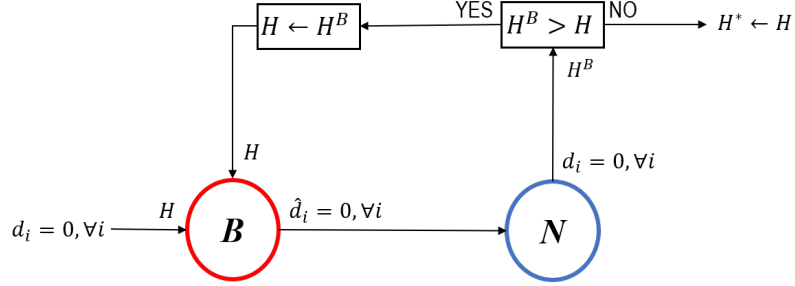 H ← H^B
YES
H^B > H
NO
H^* ← H
H^B
H
d_i = 0, ∀i
d_i = 0, ∀i
H
B
d̂_i = 0, ∀i
N